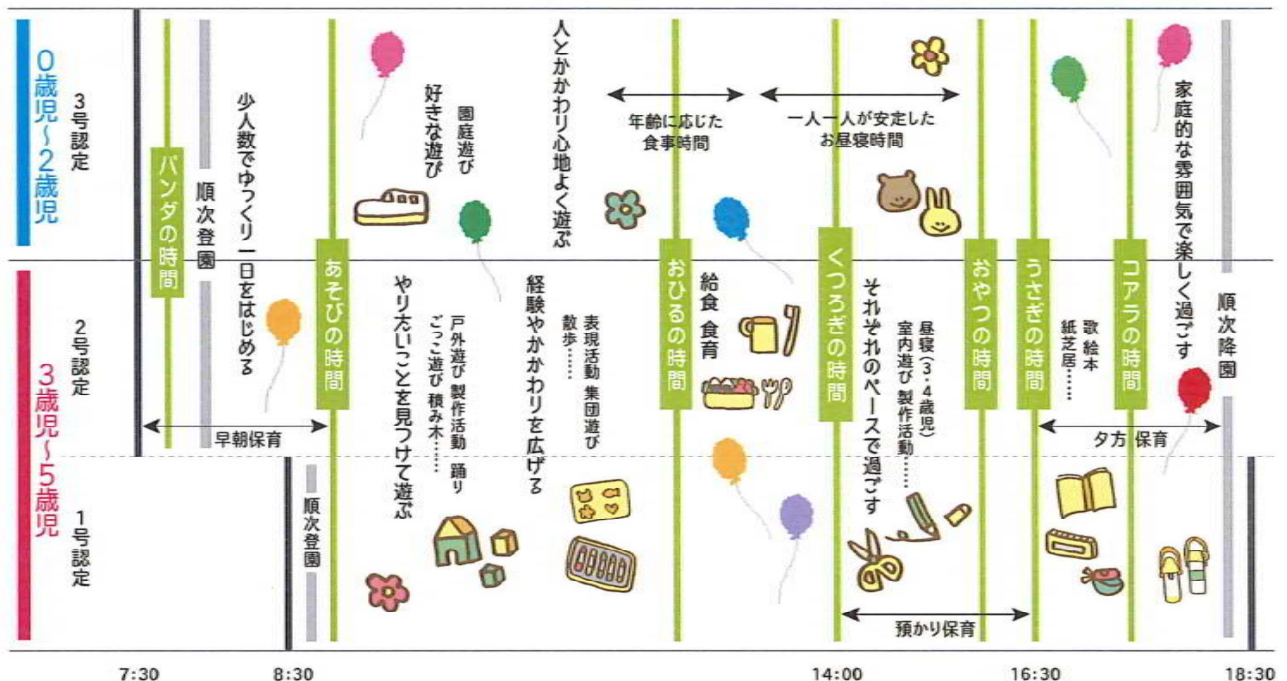 0歳児～2歳児
3号認定
3歳児～5歳児
2号認定
1号認定
パンダの時間
順次登園
少人数でゆっくり一日をはじめる
早朝保育
順次登園
あそびの時間
園庭遊び
好きな遊び
人とかかわり心地よく遊ぶ
やりたいことを見つけて遊ぶ
戸外遊び 製作活動 踊り
ごっこ遊び 積み木……
経験やかかわりを広げる
表現活動 集団遊び
散歩……
年齢に応じた
食事時間
おひるの時間
給食 食育
一人一人が安定した
お昼寝時間
くつろぎの時間
それぞれのペースで過ごす
昼寝（3・4歳児）
室内遊び 製作活動……
預かり保育
おやつの時間
うさぎの時間
歌 絵本
紙芝居……
夕方 保育
コアラの時間
家庭的な雰囲気で楽しく過ごす
順次降園
7:30
8:30
14:00
16:30
18:30